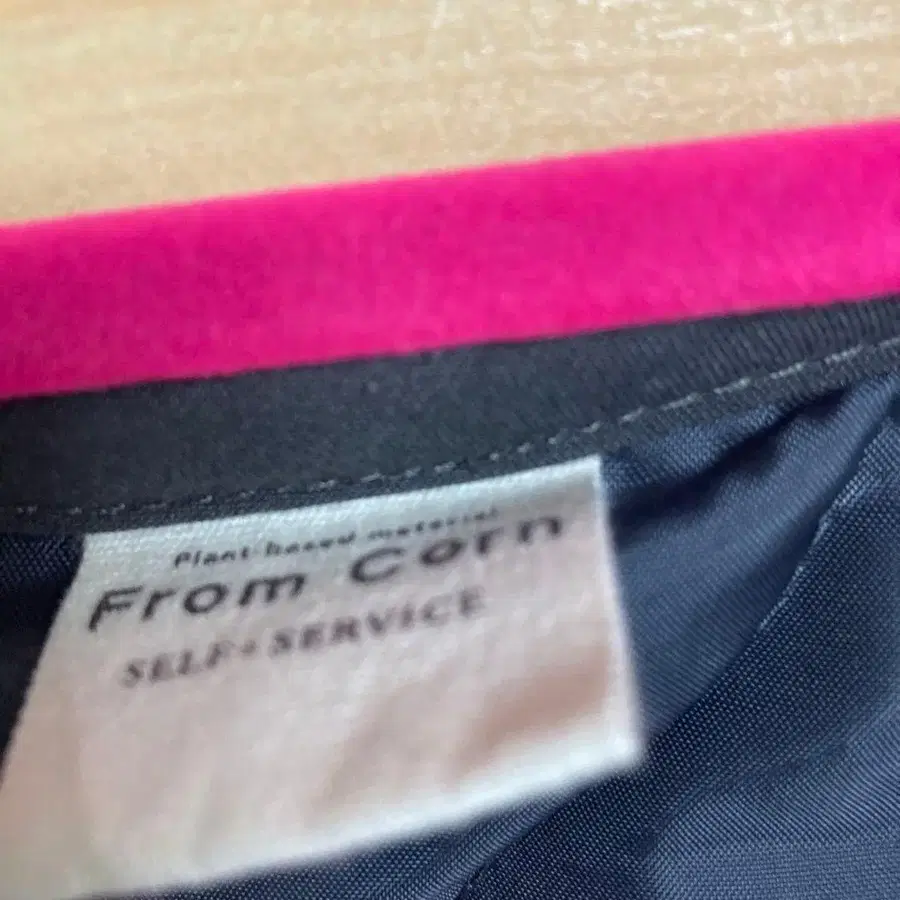 Plant-based material
From Corn
SELF+SERVICE